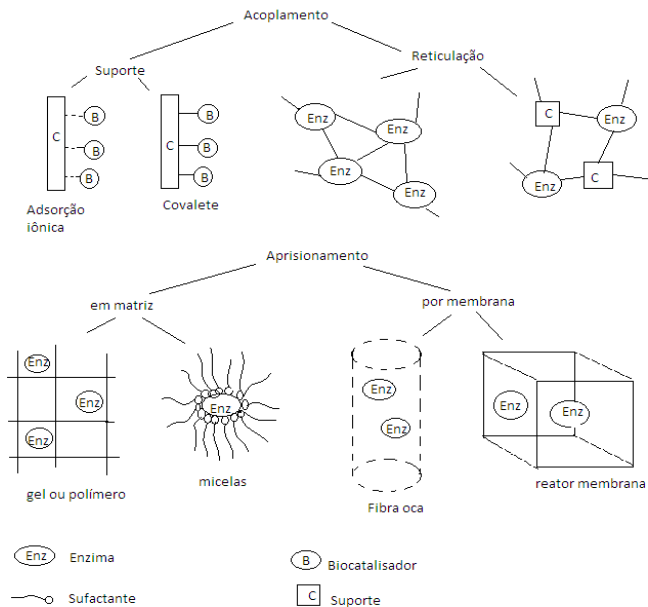 Acoplamento
Suporte
Reticulação
B
C
B
B
B
C
B
B
Adsorção
iônica
Covalete
Enz
Enz
Enz
Enz
C
Enz
Enz
C
Aprisionamento
em matriz
por membrana
Enz
Enz
Enz
gel ou polímero
Enz
micelas
Enz
Enz
Fibra oca
Enz
Enz
reator membrana
Enz Enzima
B Biocatalisador
Sufactante
C Suporte